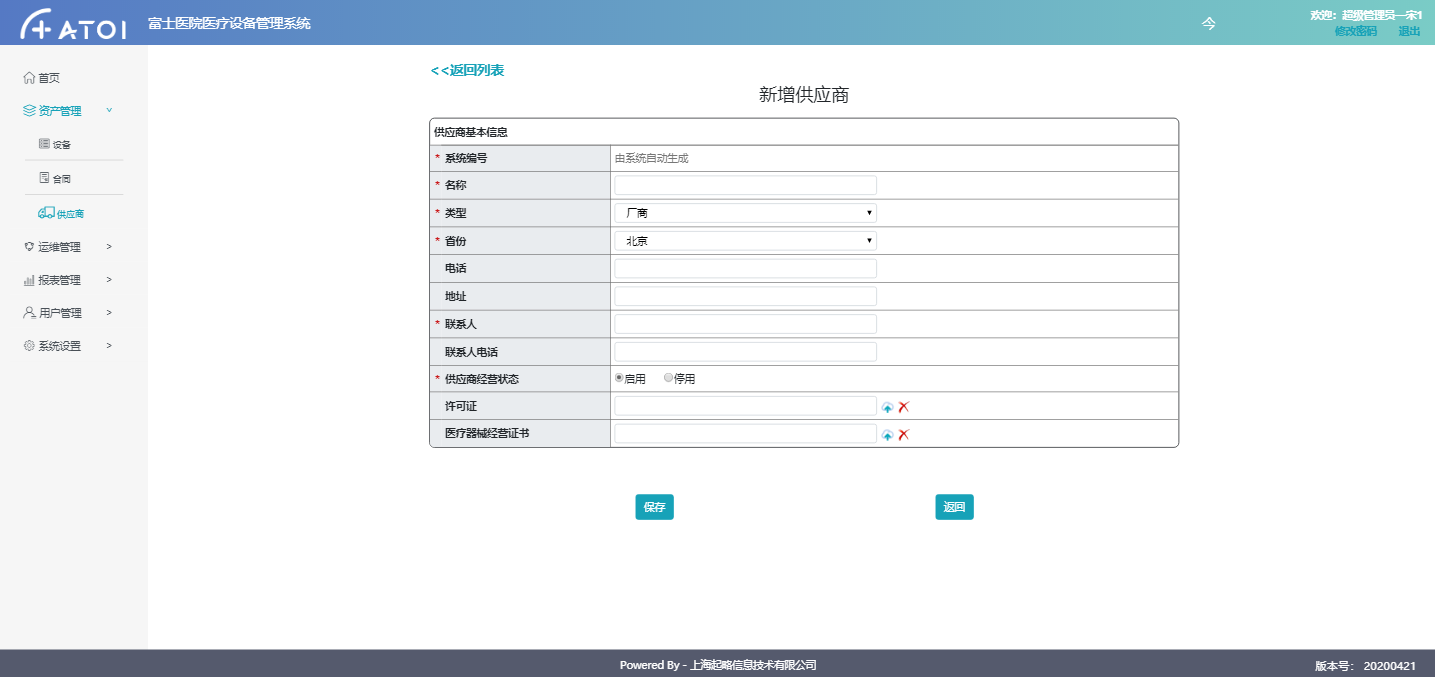 ATOI 富士医院医疗设备管理系统
欢迎：超级管理员—宋1
修改密码 退出
首页
资产管理
设备
合同
供应商
运维管理 >
报表管理 >
用户管理 >
系统设置 >
<<返回列表
新增供应商
供应商基本信息
* 系统编号 由系统自动生成
* 名称
* 类型 厂商
* 省份 北京
电话
地址
* 联系人
联系人电话
* 供应商经营状态 启用 停用
许可证
医疗器械经营证书
保存 返回
Powered By - 上海起略信息技术有限公司
版本号： 20200421